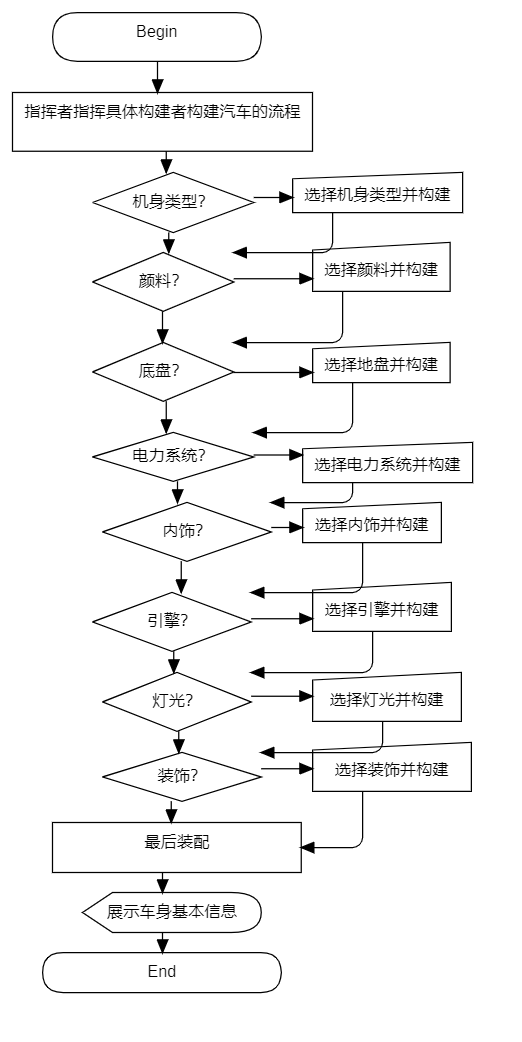 Begin
指挥者指挥具体构建者构建汽车的流程
机身类型?
选择机身类型并构建
颜料?
选择颜料并构建
底盘?
选择地盘并构建
电力系统?
选择电力系统并构建
内饰?
选择内饰并构建
引擎?
选择引擎并构建
灯光?
选择灯光并构建
装饰?
选择装饰并构建
最后装配
展示车身基本信息
End